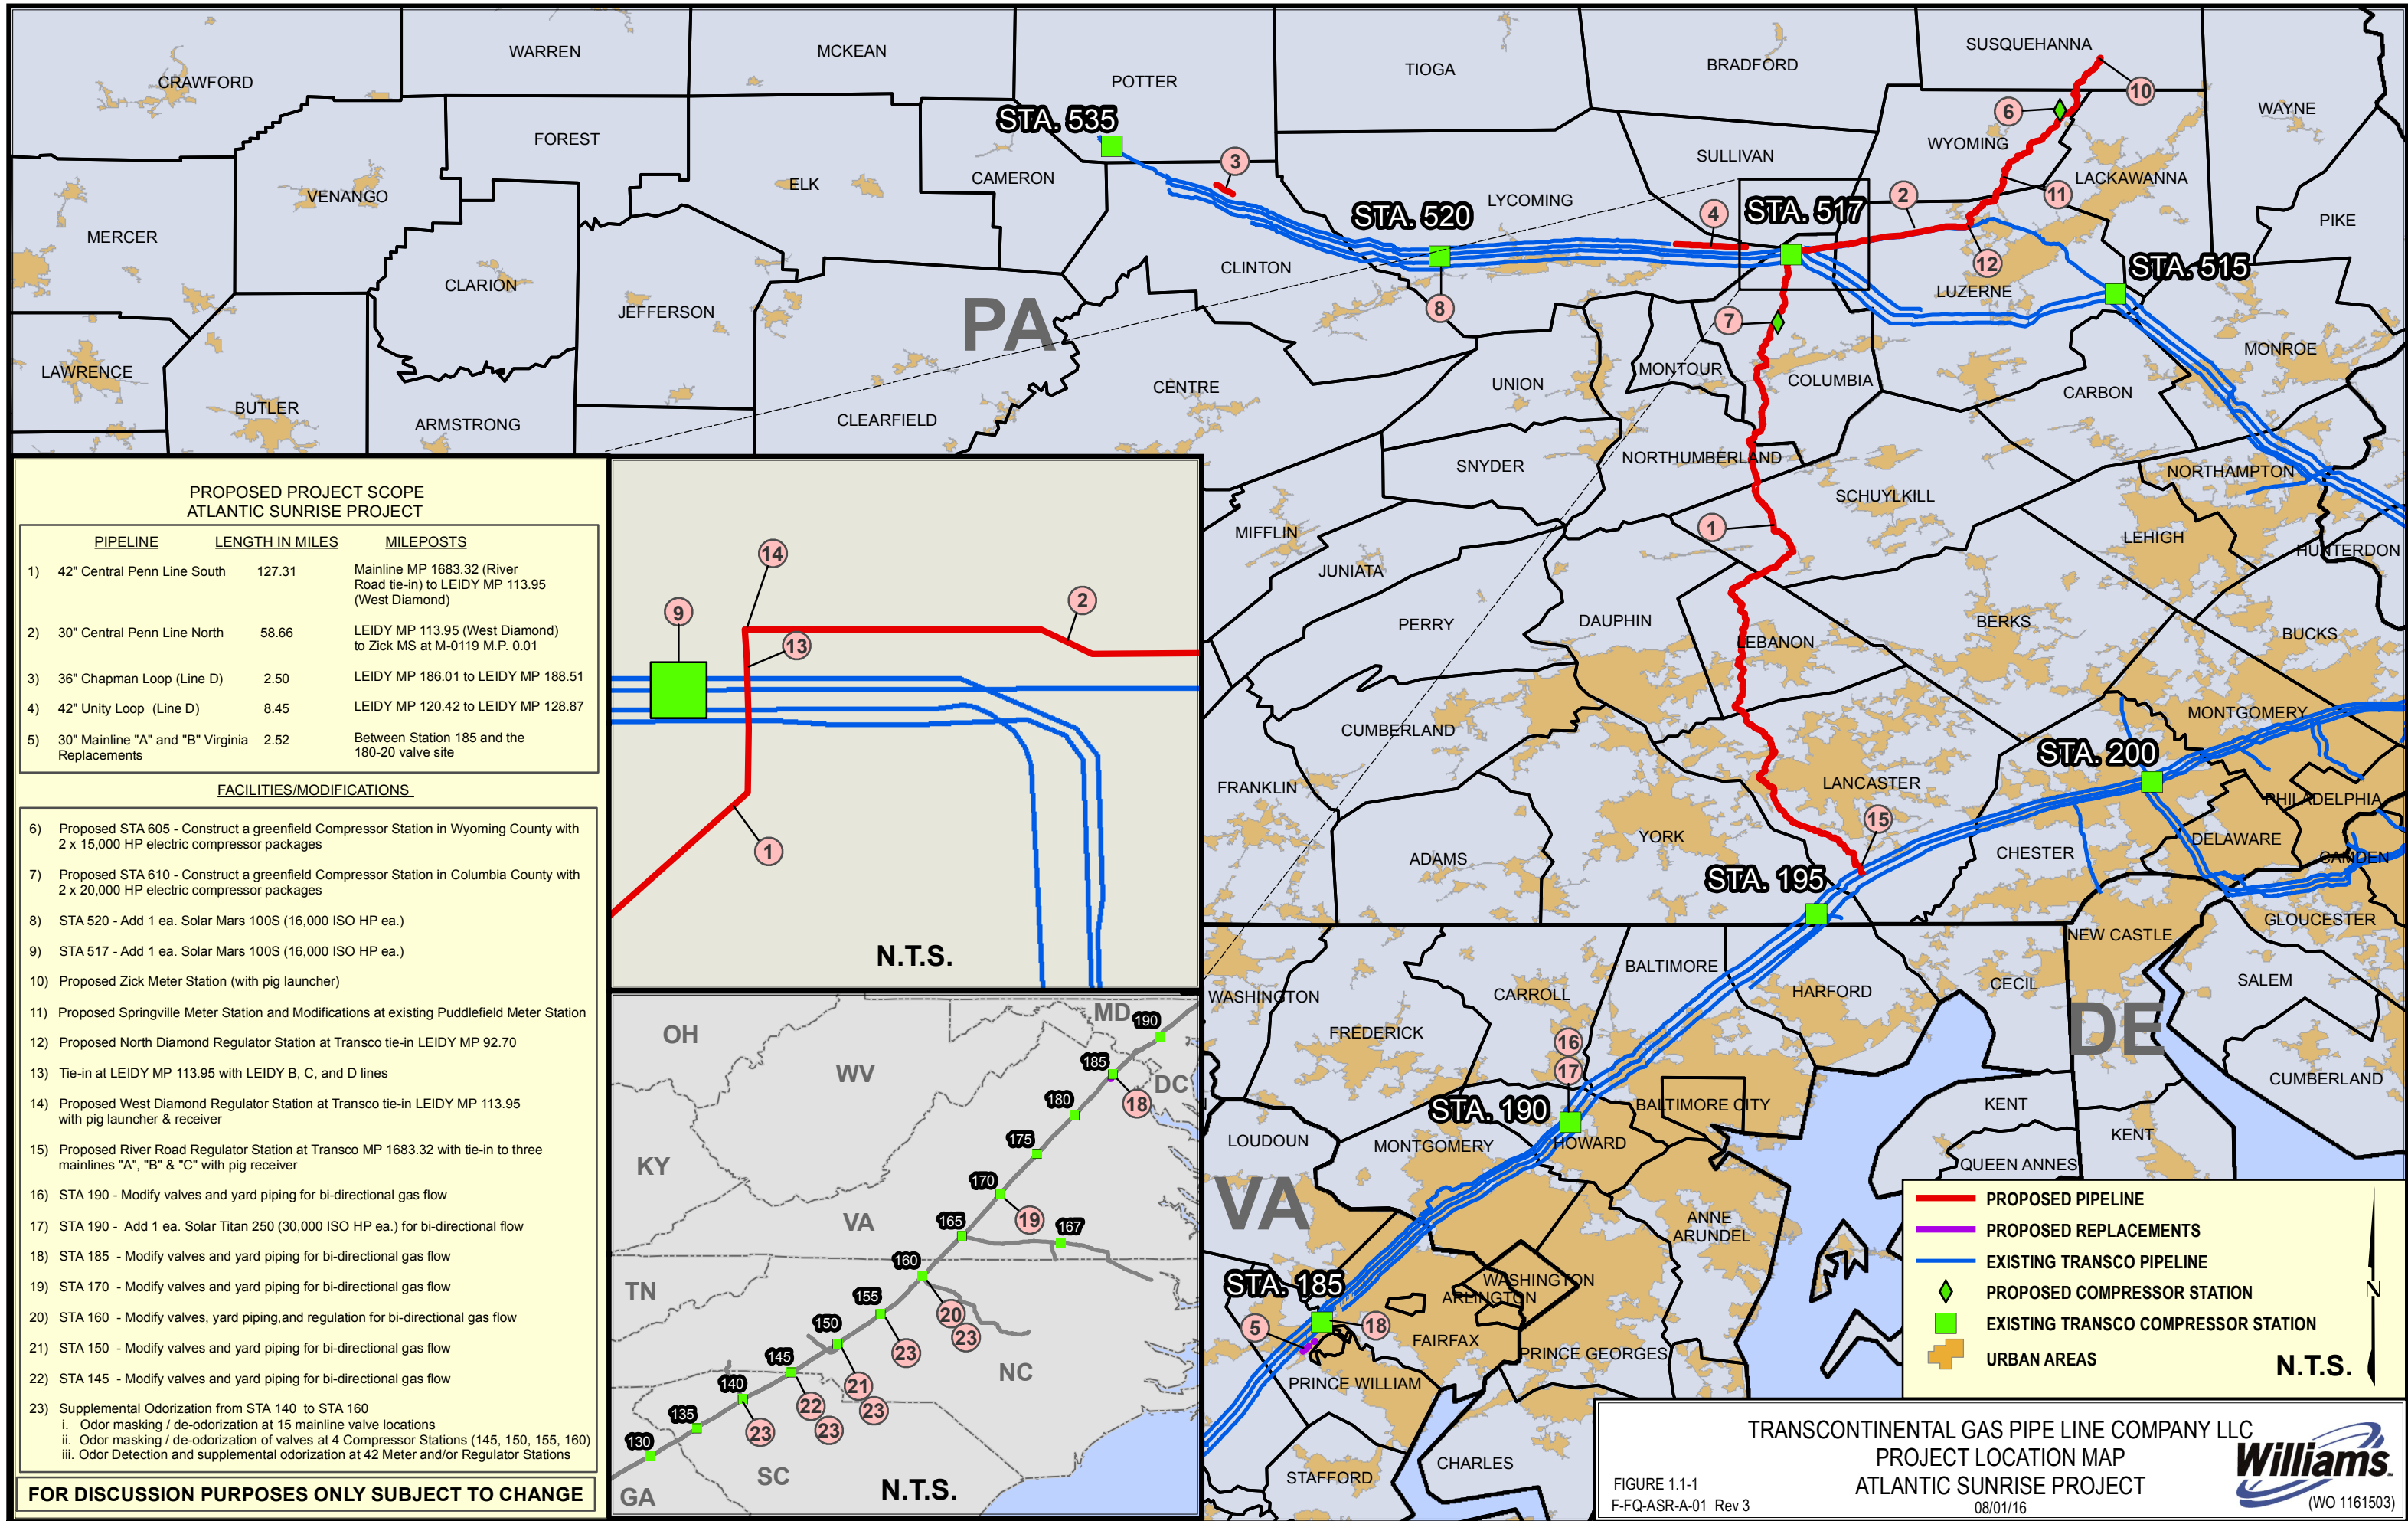 CRAWFORD
WARREN
MCKEAN
POTTER
TIOGA
BRADFORD
SUSQUEHANNA
WAYNE
STA. 535
FOREST
3
6
10
WYOMING
SULLIVAN
CAMERON
ELK
VENANGO
LACKAWANNA
11
2
MERCER
STA. 520
LYCOMING
4
STA. 517
PIKE
CLINTON
12
STA. 515
CLARION
JEFFERSON
PA
8
7
LUZERNE
MONROE
LAWRENCE
BUTLER
ARMSTRONG
CLEARFIELD
CENTRE
UNION
MONTOUR
COLUMBIA
CARBON
SNYDER
NORTHUMBERLAND
NORTHAMPTON
SCHUYLKILL
MIFFLIN
1
LEHIGH
HUNTERDON
JUNIATA
PERRY
DAUPHIN
LEBANON
BERKS
BUCKS
CUMBERLAND
MONTGOMERY
STA. 200
FRANKLIN
LANCASTER
PHILADELPHIA
15
YORK
DELAWARE
ADAMS
CHESTER
CAMDEN
STA. 195
GLOUCESTER
NEW CASTLE
BALTIMORE
WASHINGTON
CARROLL
HARFORD
CECIL
SALEM
FREDERICK
DE
16
17
CUMBERLAND
STA. 190
BALTIMORE CITY
KENT
LOUDOUN
MONTGOMERY
HOWARD
KENT
QUEEN ANNES
VA
ANNE
ARUNDEL
STA. 185
WASHINGTON
ARLINGTON
5
18
FAIRFAX
PRINCE GEORGES
PRINCE WILLIAM
STAFFORD
CHARLES
PROPOSED PROJECT SCOPE
ATLANTIC SUNRISE PROJECT
PIPELINE LENGTH IN MILES MILEPOSTS
1) 42" Central Penn Line South 127.31 Mainline MP 1683.32 (River
Road tie-in) to LEIDY MP 113.95
(West Diamond)
2) 30" Central Penn Line North 58.66 LEIDY MP 113.95 (West Diamond)
to Zick MS at M-0119 M.P. 0.01
3) 36" Chapman Loop (Line D) 2.50 LEIDY MP 186.01 to LEIDY MP 188.51
4) 42" Unity Loop (Line D) 8.45 LEIDY MP 120.42 to LEIDY MP 128.87
5) 30" Mainline "A" and "B" Virginia 2.52 Between Station 185 and the
Replacements 180-20 valve site
FACILITIES/MODIFICATIONS
6) Proposed STA 605 - Construct a greenfield Compressor Station in Wyoming County with
2 x 15,000 HP electric compressor packages
7) Proposed STA 610 - Construct a greenfield Compressor Station in Columbia County with
2 x 20,000 HP electric compressor packages
8) STA 520 - Add 1 ea. Solar Mars 100S (16,000 ISO HP ea.)
9) STA 517 - Add 1 ea. Solar Mars 100S (16,000 ISO HP ea.)
10) Proposed Zick Meter Station (with pig launcher)
11) Proposed Springville Meter Station and Modifications at existing Puddlefield Meter Station
12) Proposed North Diamond Regulator Station at Transco tie-in LEIDY MP 92.70
13) Tie-in at LEIDY MP 113.95 with LEIDY B, C, and D lines
14) Proposed West Diamond Regulator Station at Transco tie-in LEIDY MP 113.95
with pig launcher & receiver
15) Proposed River Road Regulator Station at Transco MP 1683.32 with tie-in to three
mainlines "A", "B" & "C" with pig receiver
16) STA 190 - Modify valves and yard piping for bi-directional gas flow
17) STA 190 - Add 1 ea. Solar Titan 250 (30,000 ISO HP ea.) for bi-directional flow
18) STA 185 - Modify valves and yard piping for bi-directional gas flow
19) STA 170 - Modify valves and yard piping for bi-directional gas flow
20) STA 160 - Modify valves, yard piping,and regulation for bi-directional gas flow
21) STA 150 - Modify valves and yard piping for bi-directional gas flow
22) STA 145 - Modify valves and yard piping for bi-directional gas flow
23) Supplemental Odorization from STA 140 to STA 160
i. Odor masking / de-odorization at 15 mainline valve locations
ii. Odor masking / de-odorization of valves at 4 Compressor Stations (145, 150, 155, 160)
iii. Odor Detection and supplemental odorization at 42 Meter and/or Regulator Stations
FOR DISCUSSION PURPOSES ONLY SUBJECT TO CHANGE
14
9
2
13
1
N.T.S.
MD
190
OH
WV
185
DC
18
180
175
KY
170
VA
165
19
167
160
TN
155
20
23
150
23
NC
145
21
23
140
22
23
23
135
130
SC
GA
N.T.S.
PROPOSED PIPELINE
PROPOSED REPLACEMENTS
EXISTING TRANSCO PIPELINE
PROPOSED COMPRESSOR STATION
N
EXISTING TRANSCO COMPRESSOR STATION
URBAN AREAS
N.T.S.
TRANSCONTINENTAL GAS PIPE LINE COMPANY LLC
PROJECT LOCATION MAP
ATLANTIC SUNRISE PROJECT
08/01/16
FIGURE 1.1-1
F-FQ-ASR-A-01 Rev 3
Williams
(WO 1161503)